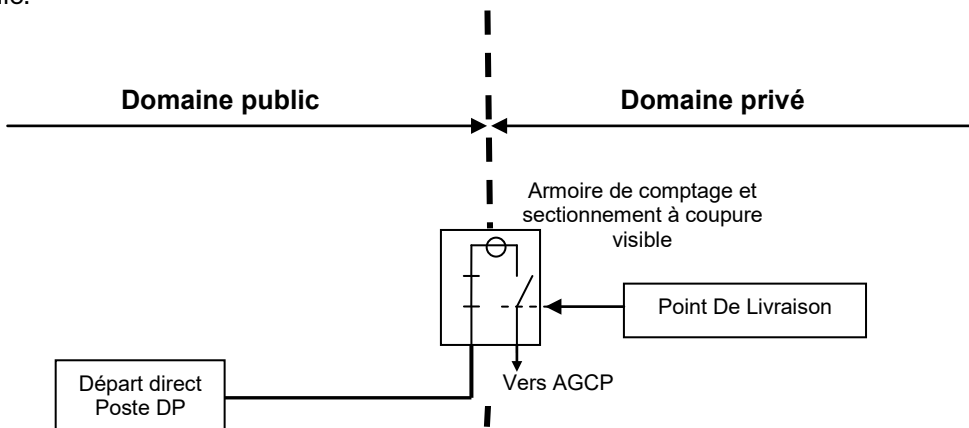 Domaine public
Domaine privé
Armoire de comptage et
sectionnement à coupure
visible
Point De Livraison
Vers AGCP
Départ direct
Poste DP